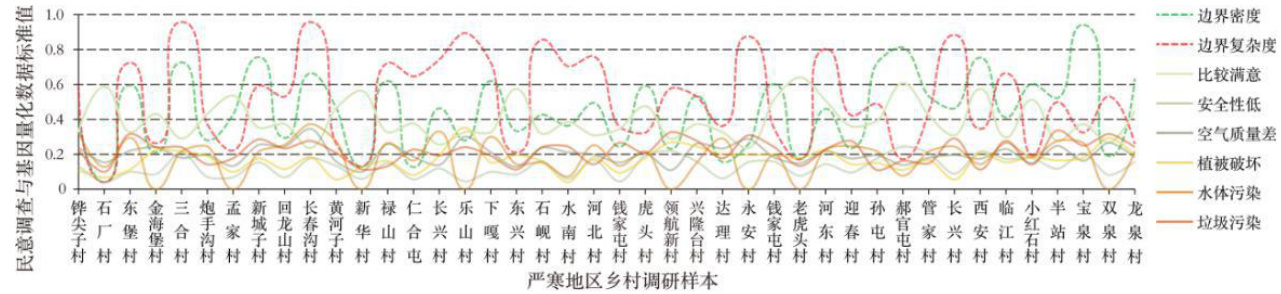 民意调查与基因量化数据标准值
1.0
0.8
0.6
0.4
0.2
0
铧尖子村
石厂村
东堡村
金海堡村
三合村
炮手沟村
孟家村
新城子村
回龙山村
长春沟村
黄河子村
新华村
禄山村
仁合屯
长兴村
乐山村
下嘎村
东兴村
石岘村
水南村
河北村
钱家屯村
虎头村
领航新村
兴隆台村
达理村
永安村
钱家屯村
老虎头村
河东村
迎春村
孙屯村
郝官屯村
管家村
长兴村
西安村
临江村
小红石村
半站村
宝泉村
双泉村
龙泉村
严寒地区乡村调研样本
边界密度
边界复杂度
比较满意
安全性低
空气质量差
植被破坏
水体污染
垃圾污染